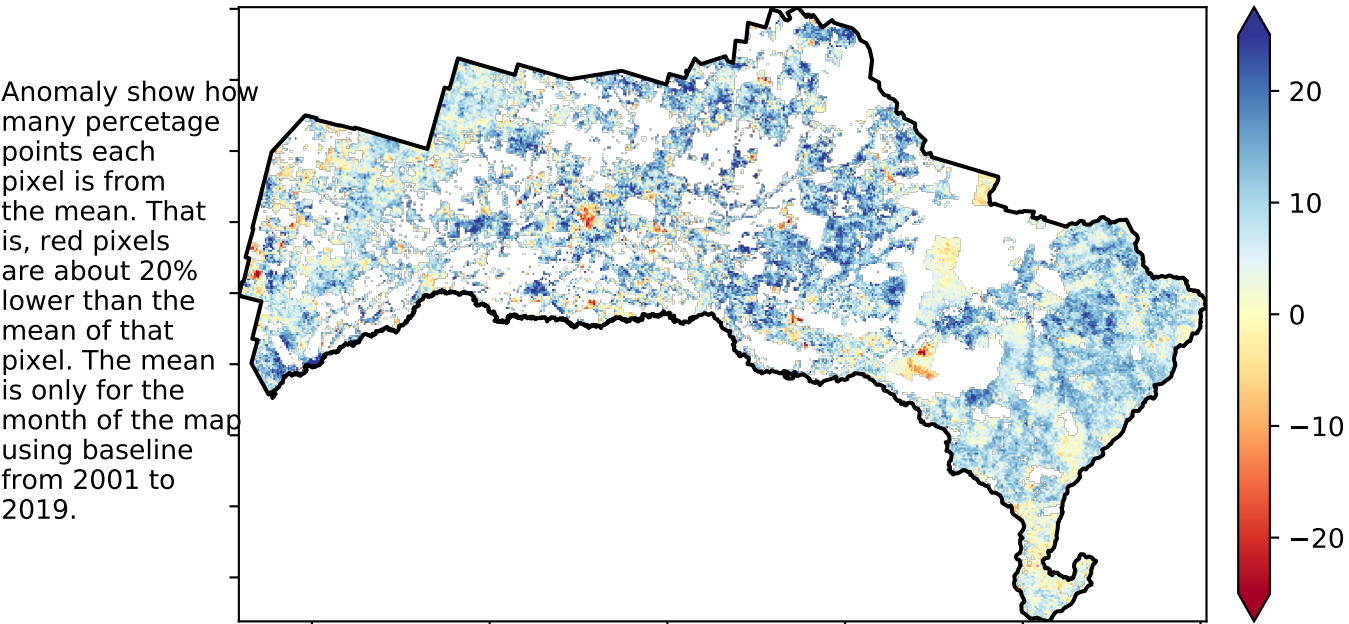 Anomaly show how
many percetage
points each
pixel is from
the mean. That
is, red pixels
are about 20%
lower than the
mean of that
pixel. The mean
is only for the
month of the map
using baseline
from 2001 to
2019.
20
10
0
−10
−20